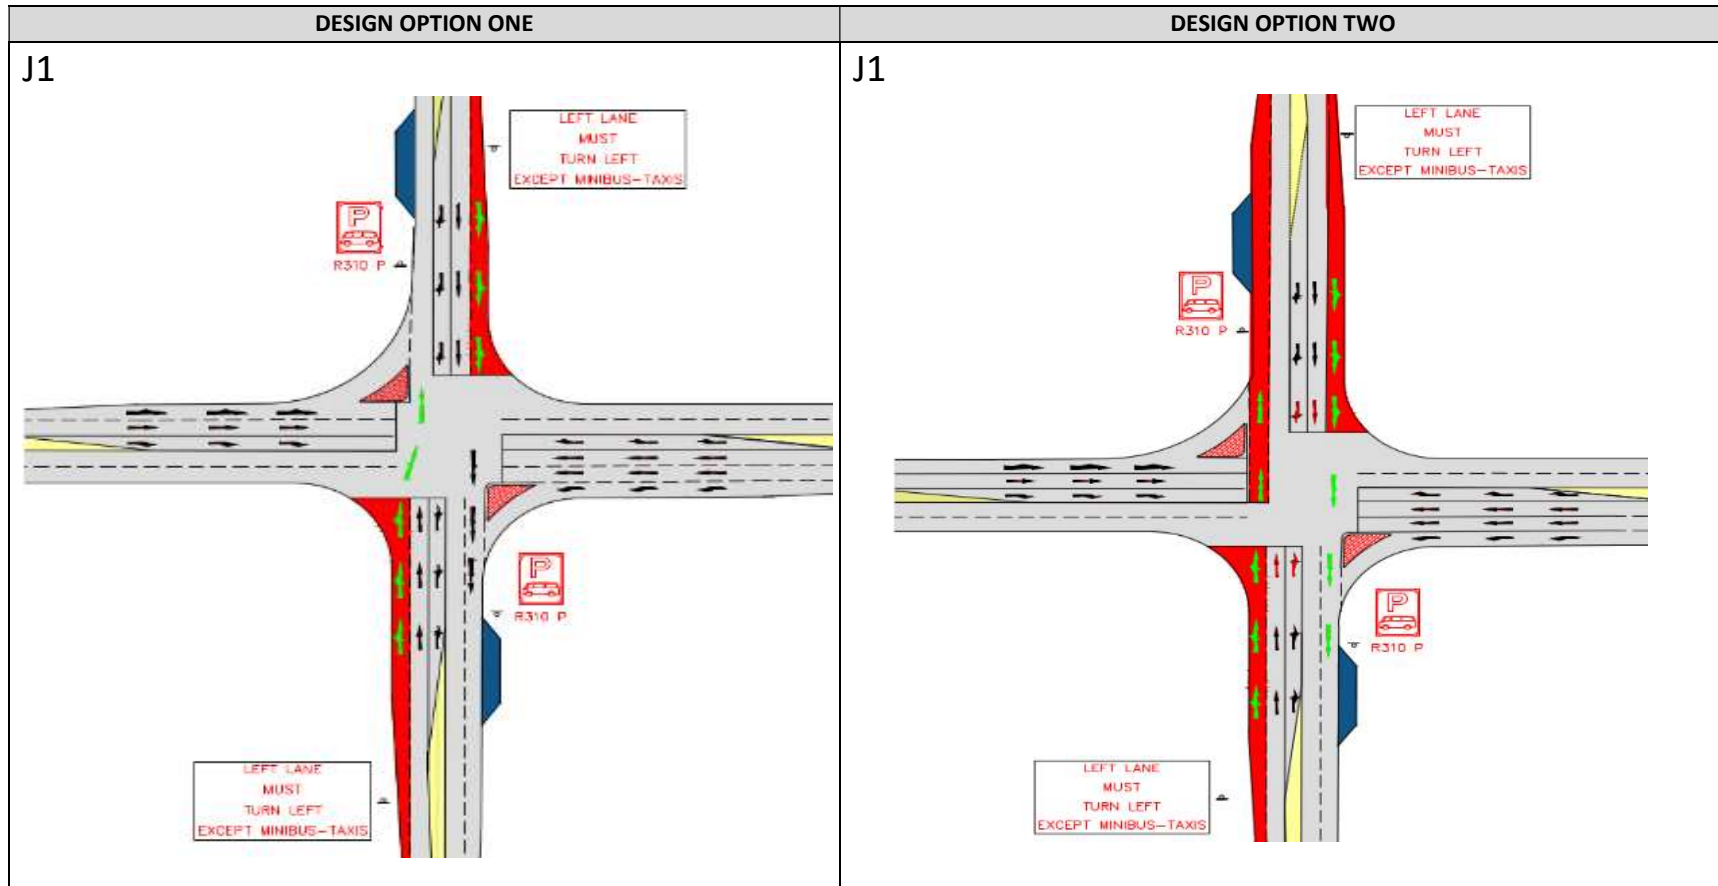 DESIGN OPTION ONE
DESIGN OPTION TWO
J1
LEFT LANE
MUST
TURN LEFT
EXCEPT MINIBUS-TAXIS
P
R310 P
P
R310 P
LEFT LANE
MUST
TURN LEFT
EXCEPT MINIBUS-TAXIS
J1
LEFT LANE
MUST
TURN LEFT
EXCEPT MINIBUS-TAXIS
P
R310 P
P
R310 P
LEFT LANE
MUST
TURN LEFT
EXCEPT MINIBUS-TAXIS